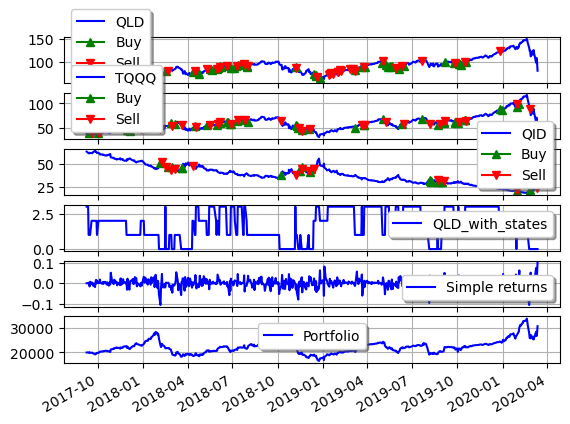 QLD
Buy
Sell
150
100
TQQQ
Buy
Sell
100
50
QID
Buy
Sell
50
25
QLD_with_states
2.5
0.0
Simple returns
0.1
0.0
−0.1
Portfolio
30000
20000
2017-10
2018-01
2018-04
2018-07
2018-10
2019-01
2019-04
2019-07
2019-10
2020-01
2020-04